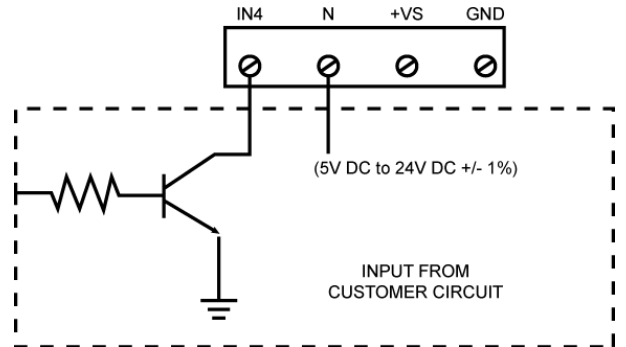 IN4 N +VS GND
(5V DC to 24V DC +/- 1%)
INPUT FROM
CUSTOMER CIRCUIT